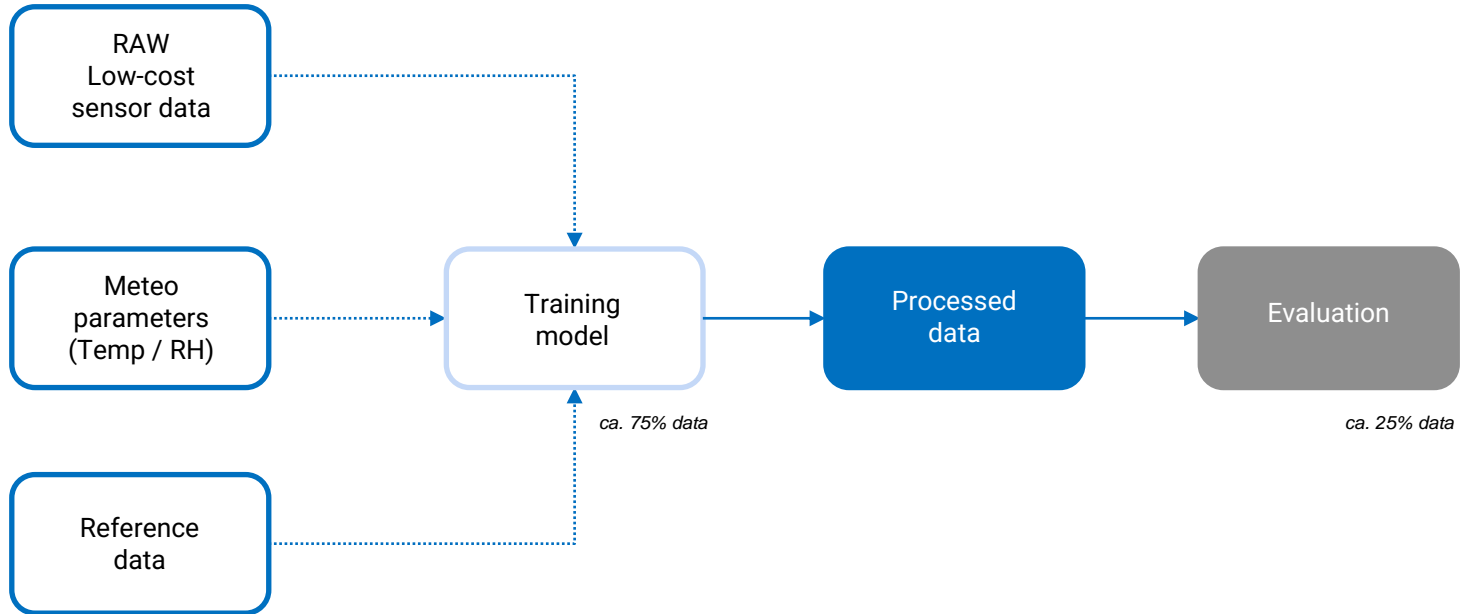 RAW
Low-cost
sensor data
Meteo
parameters
(Temp / RH)
Training
model
Processed
data
Evaluation
ca. 75% data
ca. 25% data
Reference
data